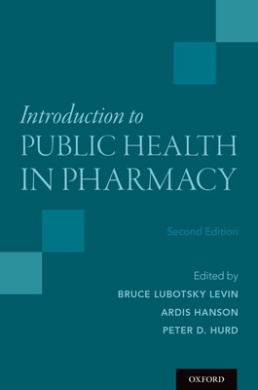 Introduction to
PUBLIC HEALTH
IN PHARMACY
Second Edition
Edited by
BRUCE LUBOTSKY LEVIN
ARDIS HANSON
PETER D. HURD
OXFORD